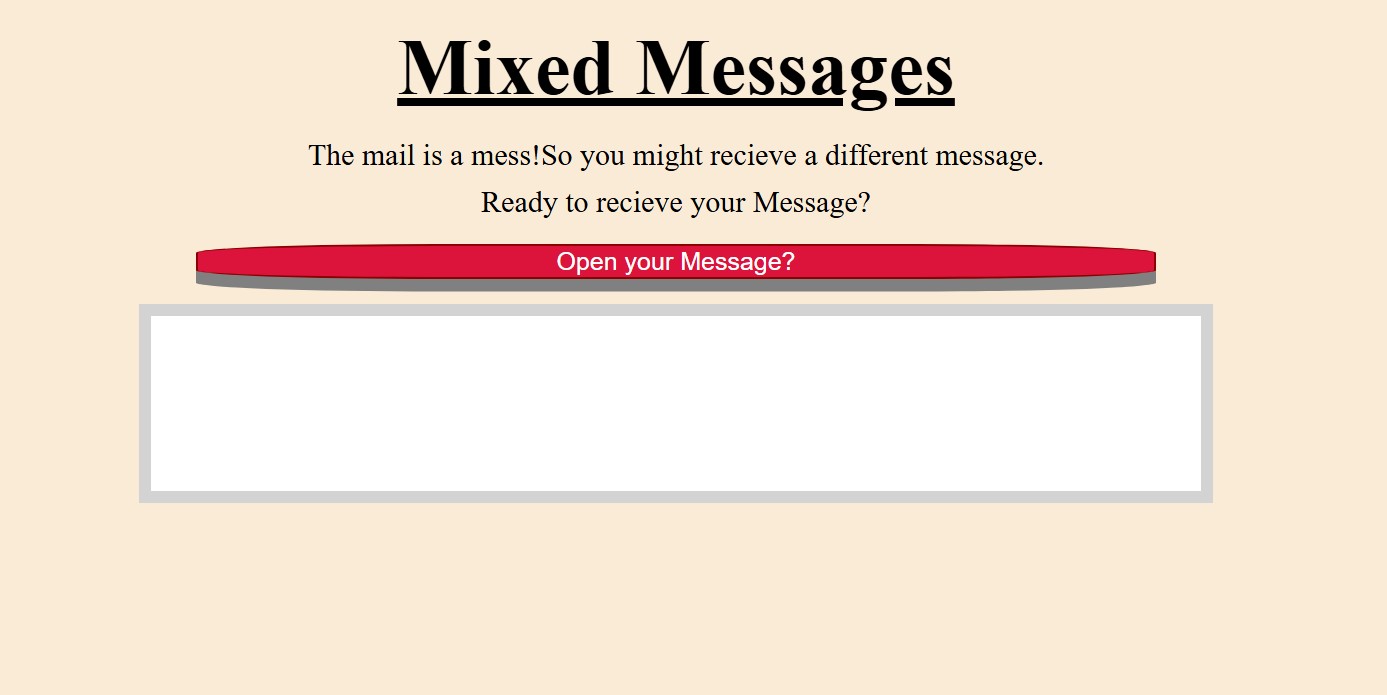 Mixed Messages
The mail is a mess!So you might recieve a different message.
Ready to recieve your Message?
Open your Message?